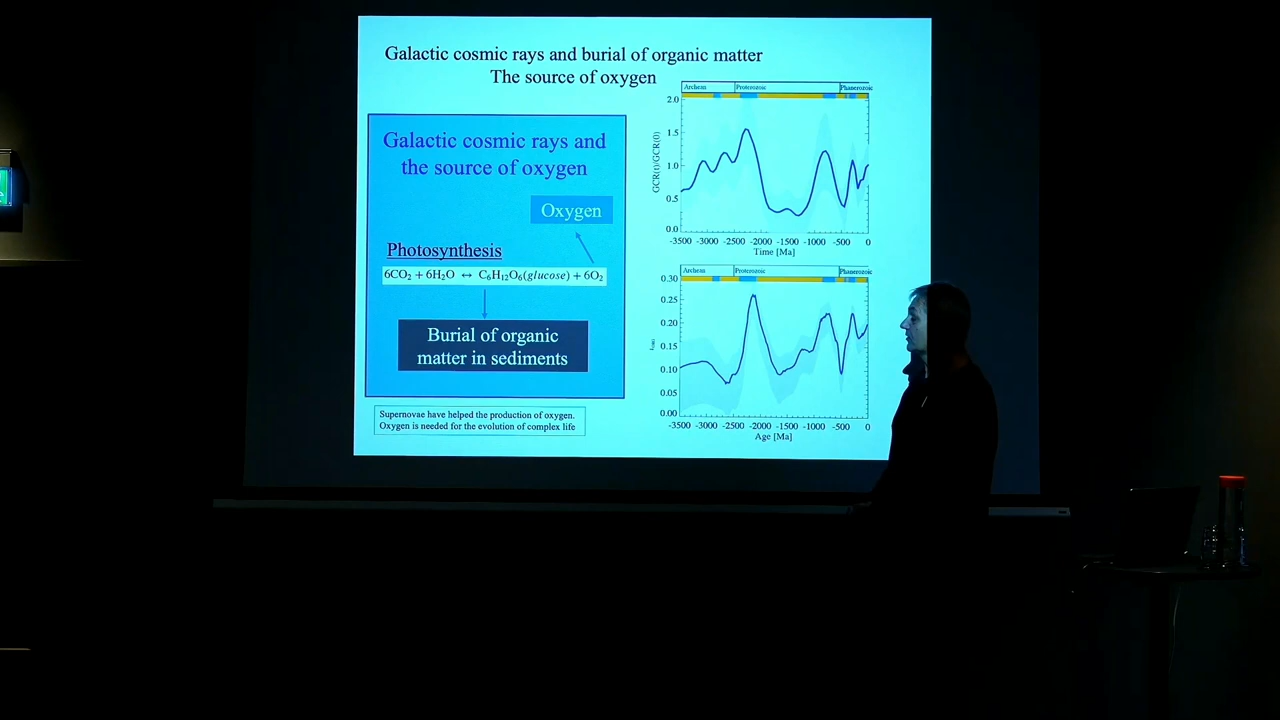 Galactic cosmic rays and burial of organic matter
The source of oxygen
Galactic cosmic rays and
the source of oxygen
Oxygen
Photosynthesis
6CO₂ + 6H₂O ↔ C₆H₁₂O₆(glucose) + 6O₂
Burial of organic
matter in sediments
Supernovae have helped the production of oxygen.
Oxygen is needed for the evolution of complex life
Archean Proterozoic Phanerozoic
2.0
1.5
1.0
0.5
0.0
GCR(t)/GCR(0)
-3500 -3000 -2500 -2000 -1500 -1000 -500 0
Time [Ma]
Archean Proterozoic Phanerozoic
0.30
0.25
0.20
0.15
0.10
0.05
0.00
-3500 -3000 -2500 -2000 -1500 -1000 -500 0
Age [Ma]